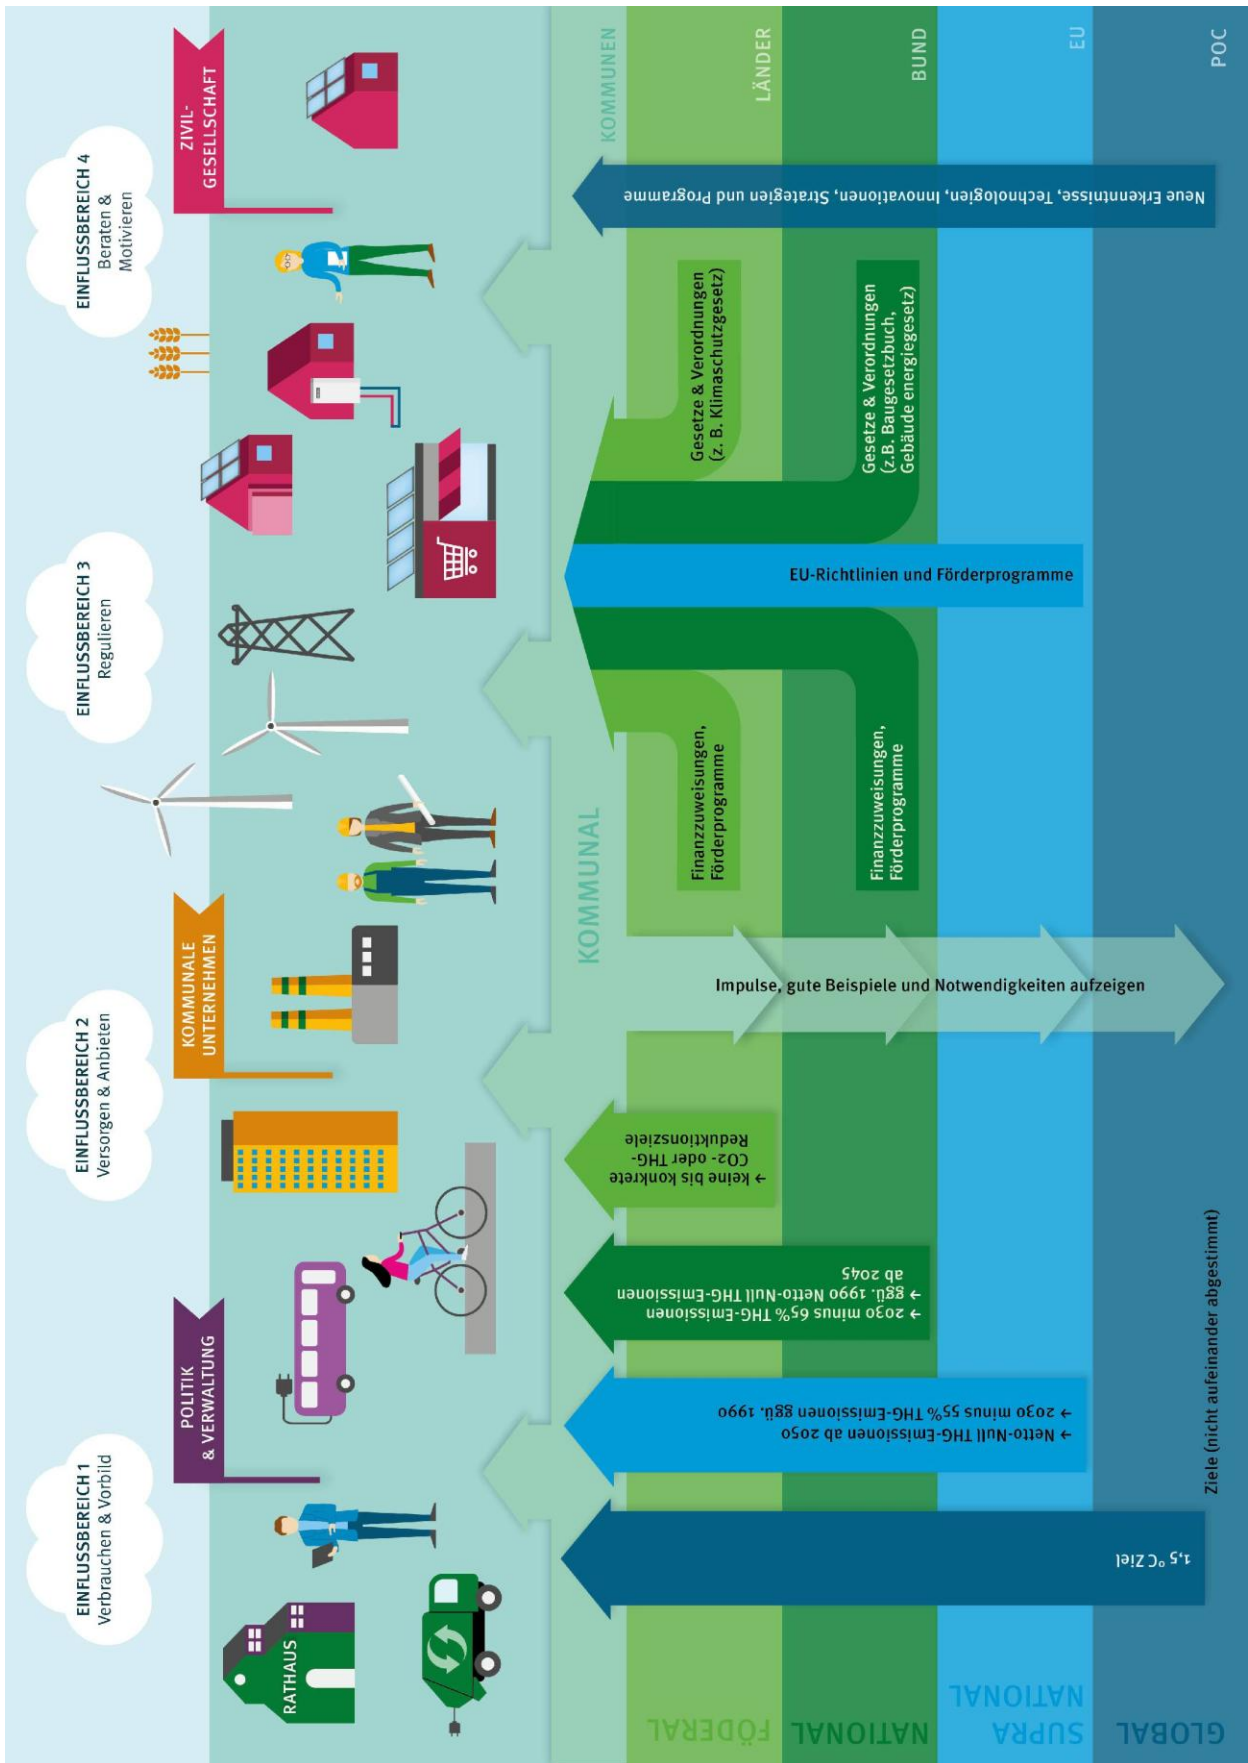 EINFLUSSBEREICH 1
Verbrauchen & Vorbild
EINFLUSSBEREICH 2
Versorgen & Anbieten
EINFLUSSBEREICH 3
Regulieren
EINFLUSSBEREICH 4
Beraten &
Motivieren
POLITIK
& VERWALTUNG
KOMMUNALE
UNTERNEHMEN
ZIVIL-
GESELLSCHAFT
RATHAUS
KOMMUNAL
KOMMUNEN
FÖDERAL
LÄNDER
NATIONAL
BUND
SUPRA
NATIONAL
EU
GLOBAL
POC
1,5 °C Ziel
→ Netto-Null THG-Emissionen ab 2050
→ 2030 minus 55% THG-Emissionen ggü. 1990
→ 2030 minus 65% THG-Emissionen
→ ggü. 1990 Netto-Null THG-Emissionen
ab 2045
→ keine bis konkrete
CO2- oder THG-
Reduktionsziele
Ziele (nicht aufeinander abgestimmt)
Impulse, gute Beispiele und Notwendigkeiten aufzeigen
Finanzzuweisungen,
Förderprogramme
Finanzzuweisungen,
Förderprogramme
EU-Richtlinien und Förderprogramme
Gesetze & Verordnungen
(z. B. Klimaschutzgesetz)
Gesetze & Verordnungen
(z.B. Baugesetzbuch,
Gebäude energiegesetz)
Neue Erkenntnisse, Technologien, Innovationen, Strategien und Programme